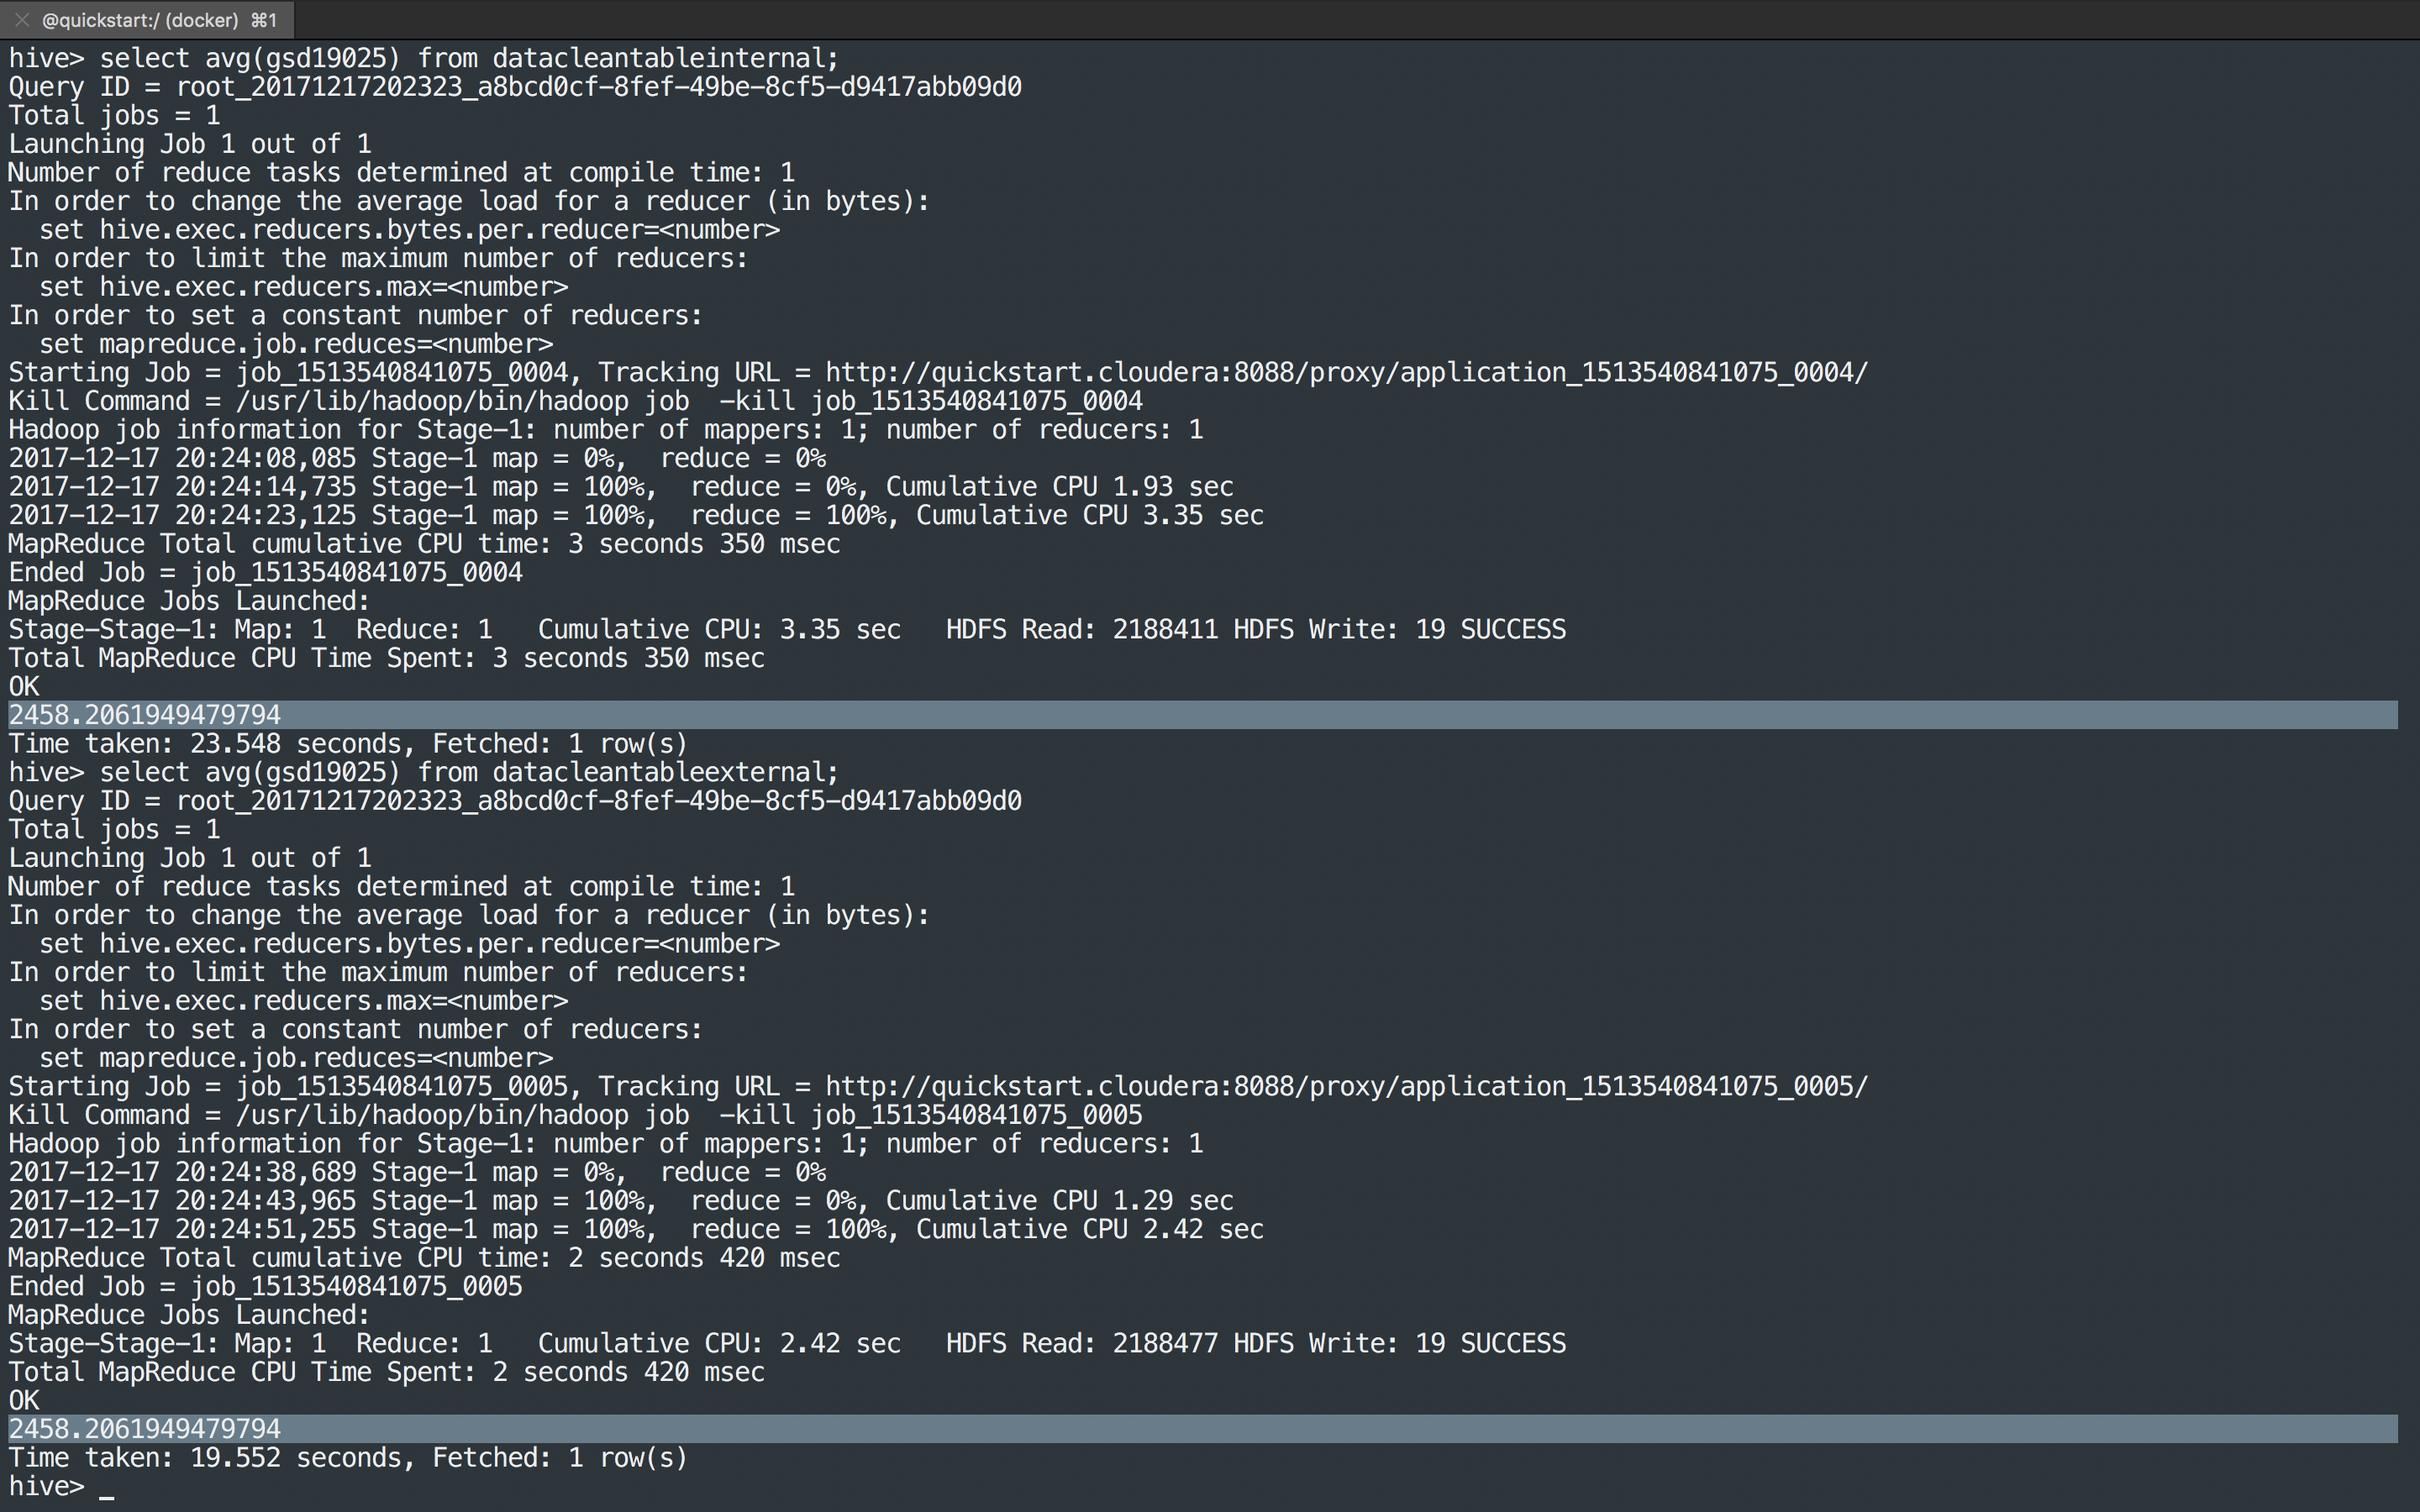 @quickstart:/ (docker) ⌘1
hive> select avg(gsd19025) from datacleantableinternal;
Query ID = root_20171217202323_a8bcd0cf-8fef-49be-8cf5-d9417abb09d0
Total jobs = 1
Launching Job 1 out of 1
Number of reduce tasks determined at compile time: 1
In order to change the average load for a reducer (in bytes):
  set hive.exec.reducers.bytes.per.reducer=<number>
In order to limit the maximum number of reducers:
  set hive.exec.reducers.max=<number>
In order to set a constant number of reducers:
  set mapreduce.job.reduces=<number>
Starting Job = job_1513540841075_0004, Tracking URL = http://quickstart.cloudera:8088/proxy/application_1513540841075_0004/
Kill Command = /usr/lib/hadoop/bin/hadoop job  -kill job_1513540841075_0004
Hadoop job information for Stage-1: number of mappers: 1; number of reducers: 1
2017-12-17 20:24:08,085 Stage-1 map = 0%,  reduce = 0%
2017-12-17 20:24:14,735 Stage-1 map = 100%,  reduce = 0%, Cumulative CPU 1.93 sec
2017-12-17 20:24:23,125 Stage-1 map = 100%,  reduce = 100%, Cumulative CPU 3.35 sec
MapReduce Total cumulative CPU time: 3 seconds 350 msec
Ended Job = job_1513540841075_0004
MapReduce Jobs Launched:
Stage-Stage-1: Map: 1  Reduce: 1   Cumulative CPU: 3.35 sec   HDFS Read: 2188411 HDFS Write: 19 SUCCESS
Total MapReduce CPU Time Spent: 3 seconds 350 msec
OK
2458.2061949479794
Time taken: 23.548 seconds, Fetched: 1 row(s)
hive> select avg(gsd19025) from datacleantableexternal;
Query ID = root_20171217202323_a8bcd0cf-8fef-49be-8cf5-d9417abb09d0
Total jobs = 1
Launching Job 1 out of 1
Number of reduce tasks determined at compile time: 1
In order to change the average load for a reducer (in bytes):
  set hive.exec.reducers.bytes.per.reducer=<number>
In order to limit the maximum number of reducers:
  set hive.exec.reducers.max=<number>
In order to set a constant number of reducers:
  set mapreduce.job.reduces=<number>
Starting Job = job_1513540841075_0005, Tracking URL = http://quickstart.cloudera:8088/proxy/application_1513540841075_0005/
Kill Command = /usr/lib/hadoop/bin/hadoop job  -kill job_1513540841075_0005
Hadoop job information for Stage-1: number of mappers: 1; number of reducers: 1
2017-12-17 20:24:38,689 Stage-1 map = 0%,  reduce = 0%
2017-12-17 20:24:43,965 Stage-1 map = 100%,  reduce = 0%, Cumulative CPU 1.29 sec
2017-12-17 20:24:51,255 Stage-1 map = 100%,  reduce = 100%, Cumulative CPU 2.42 sec
MapReduce Total cumulative CPU time: 2 seconds 420 msec
Ended Job = job_1513540841075_0005
MapReduce Jobs Launched:
Stage-Stage-1: Map: 1  Reduce: 1   Cumulative CPU: 2.42 sec   HDFS Read: 2188477 HDFS Write: 19 SUCCESS
Total MapReduce CPU Time Spent: 2 seconds 420 msec
OK
2458.2061949479794
Time taken: 19.552 seconds, Fetched: 1 row(s)
hive> _